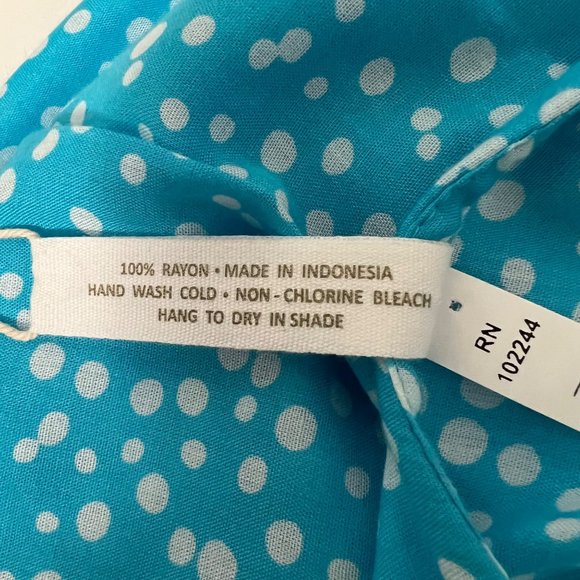 100% RAYON • MADE IN INDONESIA
HAND WASH COLD • NON-CHLORINE BLEACH
HANG TO DRY IN SHADE
RN
102244